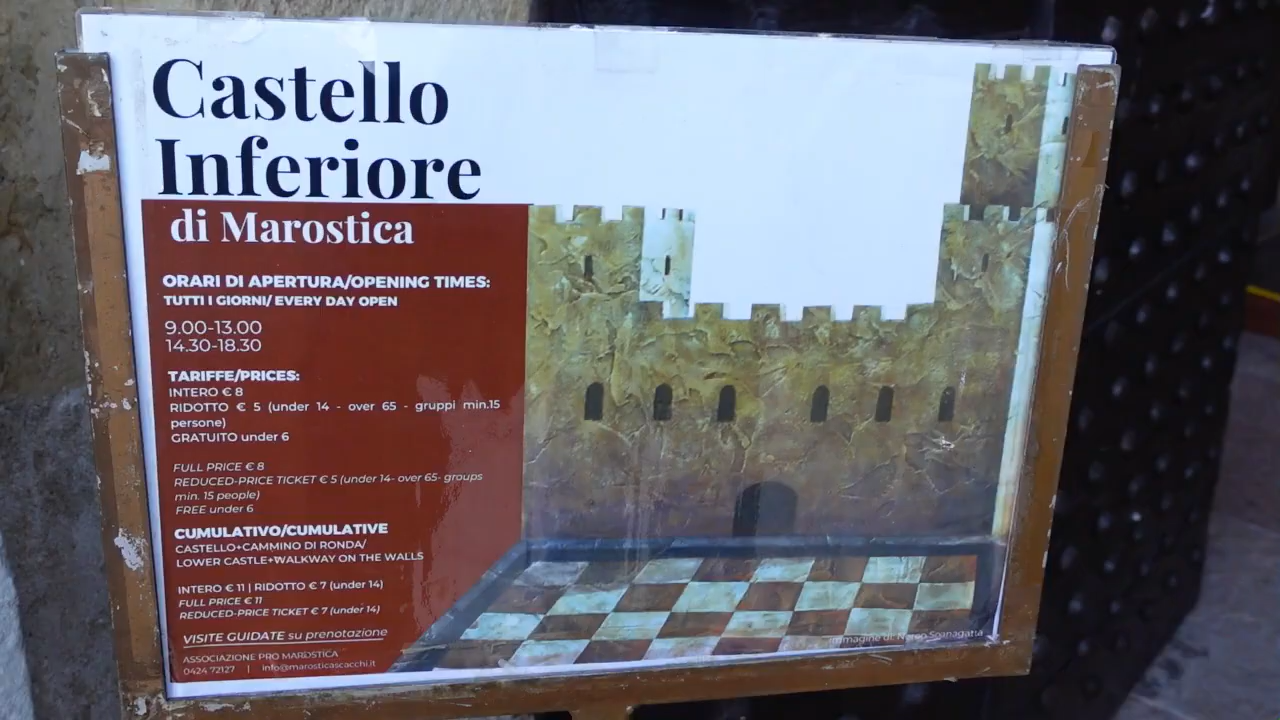 Castello
Inferiore
di Marostica
ORARI DI APERTURA/OPENING TIMES:
TUTTI I GIORNI/ EVERY DAY OPEN
9.00-13.00
14.30-18.30
TARIFFE/PRICES:
INTERO € 8
RIDOTTO € 5 (under 14 - over 65 - gruppi min.15
persone)
GRATUITO under 6
FULL PRICE € 8
REDUCED-PRICE TICKET € 5 (under 14- over 65- groups
min. 15 people)
FREE under 6
CUMULATIVO/CUMULATIVE
CASTELLO+CAMMINO DI RONDA/
LOWER CASTLE+WALKWAY ON THE WALLS
INTERO € 11 | RIDOTTO € 7 (under 14)
FULL PRICE € 11
REDUCED-PRICE TICKET € 7 (under 14)
VISITE GUIDATE su prenotazione
ASSOCIAZIONE PRO MAROSTICA
0424 72127 | info@marosticascacchi.it
immagine di: